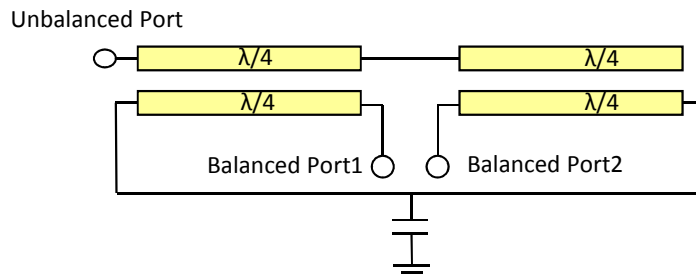 Unbalanced Port
λ/4
λ/4
λ/4
λ/4
Balanced Port1
Balanced Port2